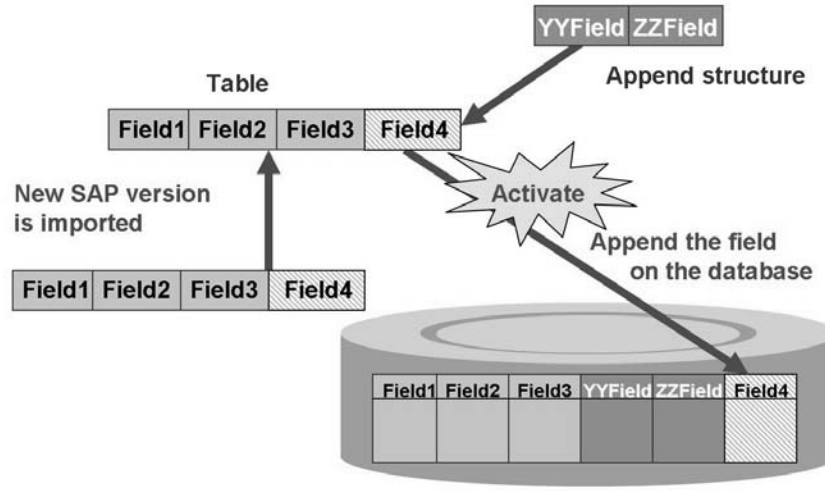 YYField ZZField
Append structure
Table
Field1 Field2 Field3 Field4
Activate
New SAP version
is imported
Append the field
on the database
Field1 Field2 Field3 Field4
Field1 Field2 Field3 YYField ZZField Field4